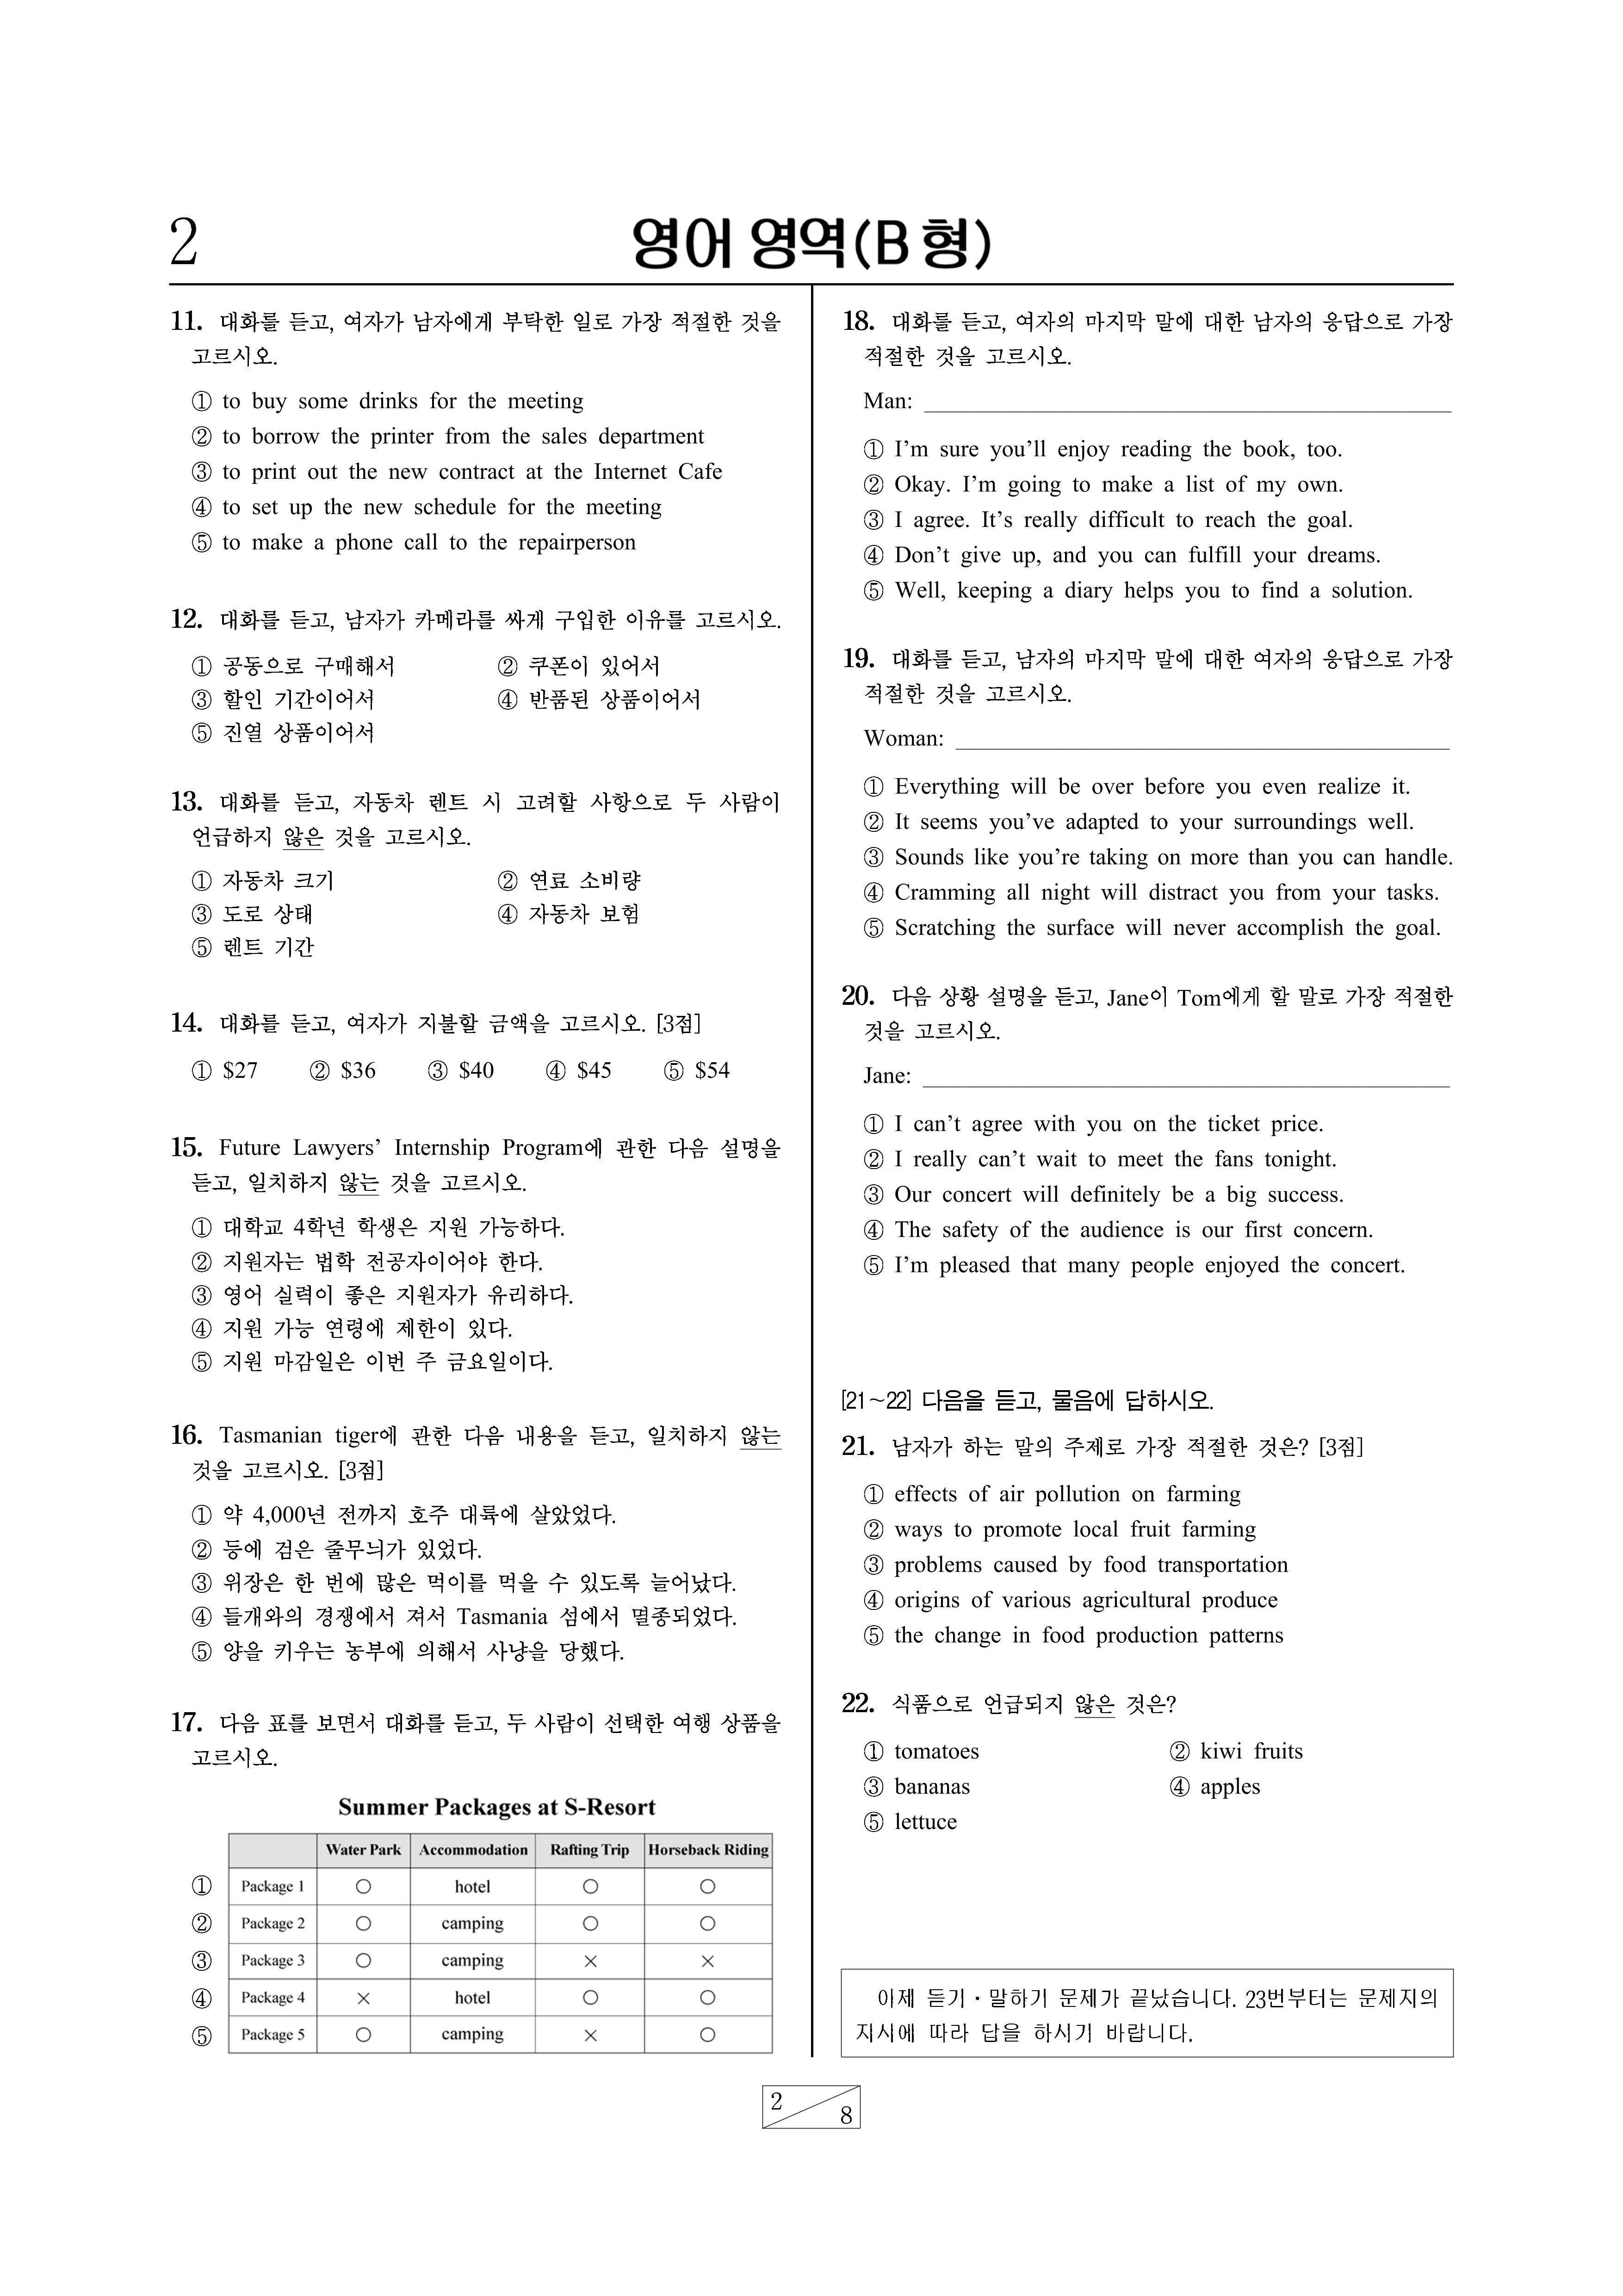 2
영어 영역(B 형)
11. 대화를 듣고, 여자가 남자에게 부탁한 일로 가장 적절한 것을
고르시오.
① to buy some drinks for the meeting
② to borrow the printer from the sales department
③ to print out the new contract at the Internet Cafe
④ to set up the new schedule for the meeting
⑤ to make a phone call to the repairperson
12. 대화를 듣고, 남자가 카메라를 싸게 구입한 이유를 고르시오.
① 공동으로 구매해서 ② 쿠폰이 있어서
③ 할인 기간이어서 ④ 반품된 상품이어서
⑤ 진열 상품이어서
13. 대화를 듣고, 자동차 렌트 시 고려할 사항으로 두 사람이
언급하지 않은 것을 고르시오.
① 자동차 크기 ② 연료 소비량
③ 도로 상태 ④ 자동차 보험
⑤ 렌트 기간
14. 대화를 듣고, 여자가 지불할 금액을 고르시오. [3점]
① $27 ② $36 ③ $40 ④ $45 ⑤ $54
15. Future Lawyers’ Internship Program에 관한 다음 설명을
듣고, 일치하지 않는 것을 고르시오.
① 대학교 4학년 학생은 지원 가능하다.
② 지원자는 법학 전공자이어야 한다.
③ 영어 실력이 좋은 지원자가 유리하다.
④ 지원 가능 연령에 제한이 있다.
⑤ 지원 마감일은 이번 주 금요일이다.
16. Tasmanian tiger에 관한 다음 내용을 듣고, 일치하지 않는
것을 고르시오. [3점]
① 약 4,000년 전까지 호주 대륙에 살았었다.
② 등에 검은 줄무늬가 있었다.
③ 위장은 한 번에 많은 먹이를 먹을 수 있도록 늘어났다.
④ 들개와의 경쟁에서 져서 Tasmania 섬에서 멸종되었다.
⑤ 양을 키우는 농부에 의해서 사냥을 당했다.
17. 다음 표를 보면서 대화를 듣고, 두 사람이 선택한 여행 상품을
고르시오.
Summer Packages at S-Resort
Water Park Accommodation Rafting Trip Horseback Riding
① Package 1 ○ hotel ○ ○
② Package 2 ○ camping ○ ○
③ Package 3 ○ camping × ×
④ Package 4 × hotel ○ ○
⑤ Package 5 ○ camping × ○
18. 대화를 듣고, 여자의 마지막 말에 대한 남자의 응답으로 가장
적절한 것을 고르시오.
Man:
① I’m sure you’ll enjoy reading the book, too.
② Okay. I’m going to make a list of my own.
③ I agree. It’s really difficult to reach the goal.
④ Don’t give up, and you can fulfill your dreams.
⑤ Well, keeping a diary helps you to find a solution.
19. 대화를 듣고, 남자의 마지막 말에 대한 여자의 응답으로 가장
적절한 것을 고르시오.
Woman:
① Everything will be over before you even realize it.
② It seems you’ve adapted to your surroundings well.
③ Sounds like you’re taking on more than you can handle.
④ Cramming all night will distract you from your tasks.
⑤ Scratching the surface will never accomplish the goal.
20. 다음 상황 설명을 듣고, Jane이 Tom에게 할 말로 가장 적절한
것을 고르시오.
Jane:
① I can’t agree with you on the ticket price.
② I really can’t wait to meet the fans tonight.
③ Our concert will definitely be a big success.
④ The safety of the audience is our first concern.
⑤ I’m pleased that many people enjoyed the concert.
[21～22] 다음을 듣고, 물음에 답하시오.
21. 남자가 하는 말의 주제로 가장 적절한 것은? [3점]
① effects of air pollution on farming
② ways to promote local fruit farming
③ problems caused by food transportation
④ origins of various agricultural produce
⑤ the change in food production patterns
22. 식품으로 언급되지 않은 것은?
① tomatoes ② kiwi fruits
③ bananas ④ apples
⑤ lettuce
이제 듣기·말하기 문제가 끝났습니다. 23번부터는 문제지의
지시에 따라 답을 하시기 바랍니다.
2
8